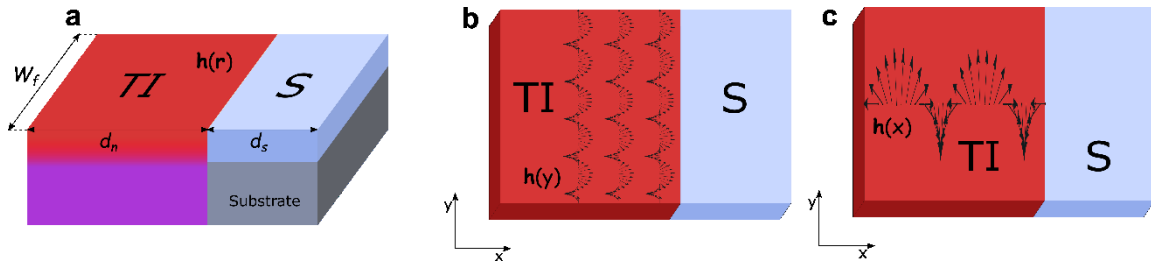 a
W_f
TI
h(r)
S
d_n
d_s
Substrate
b
TI
S
h(y)
y
x
c
h(x)
TI
S
y
x